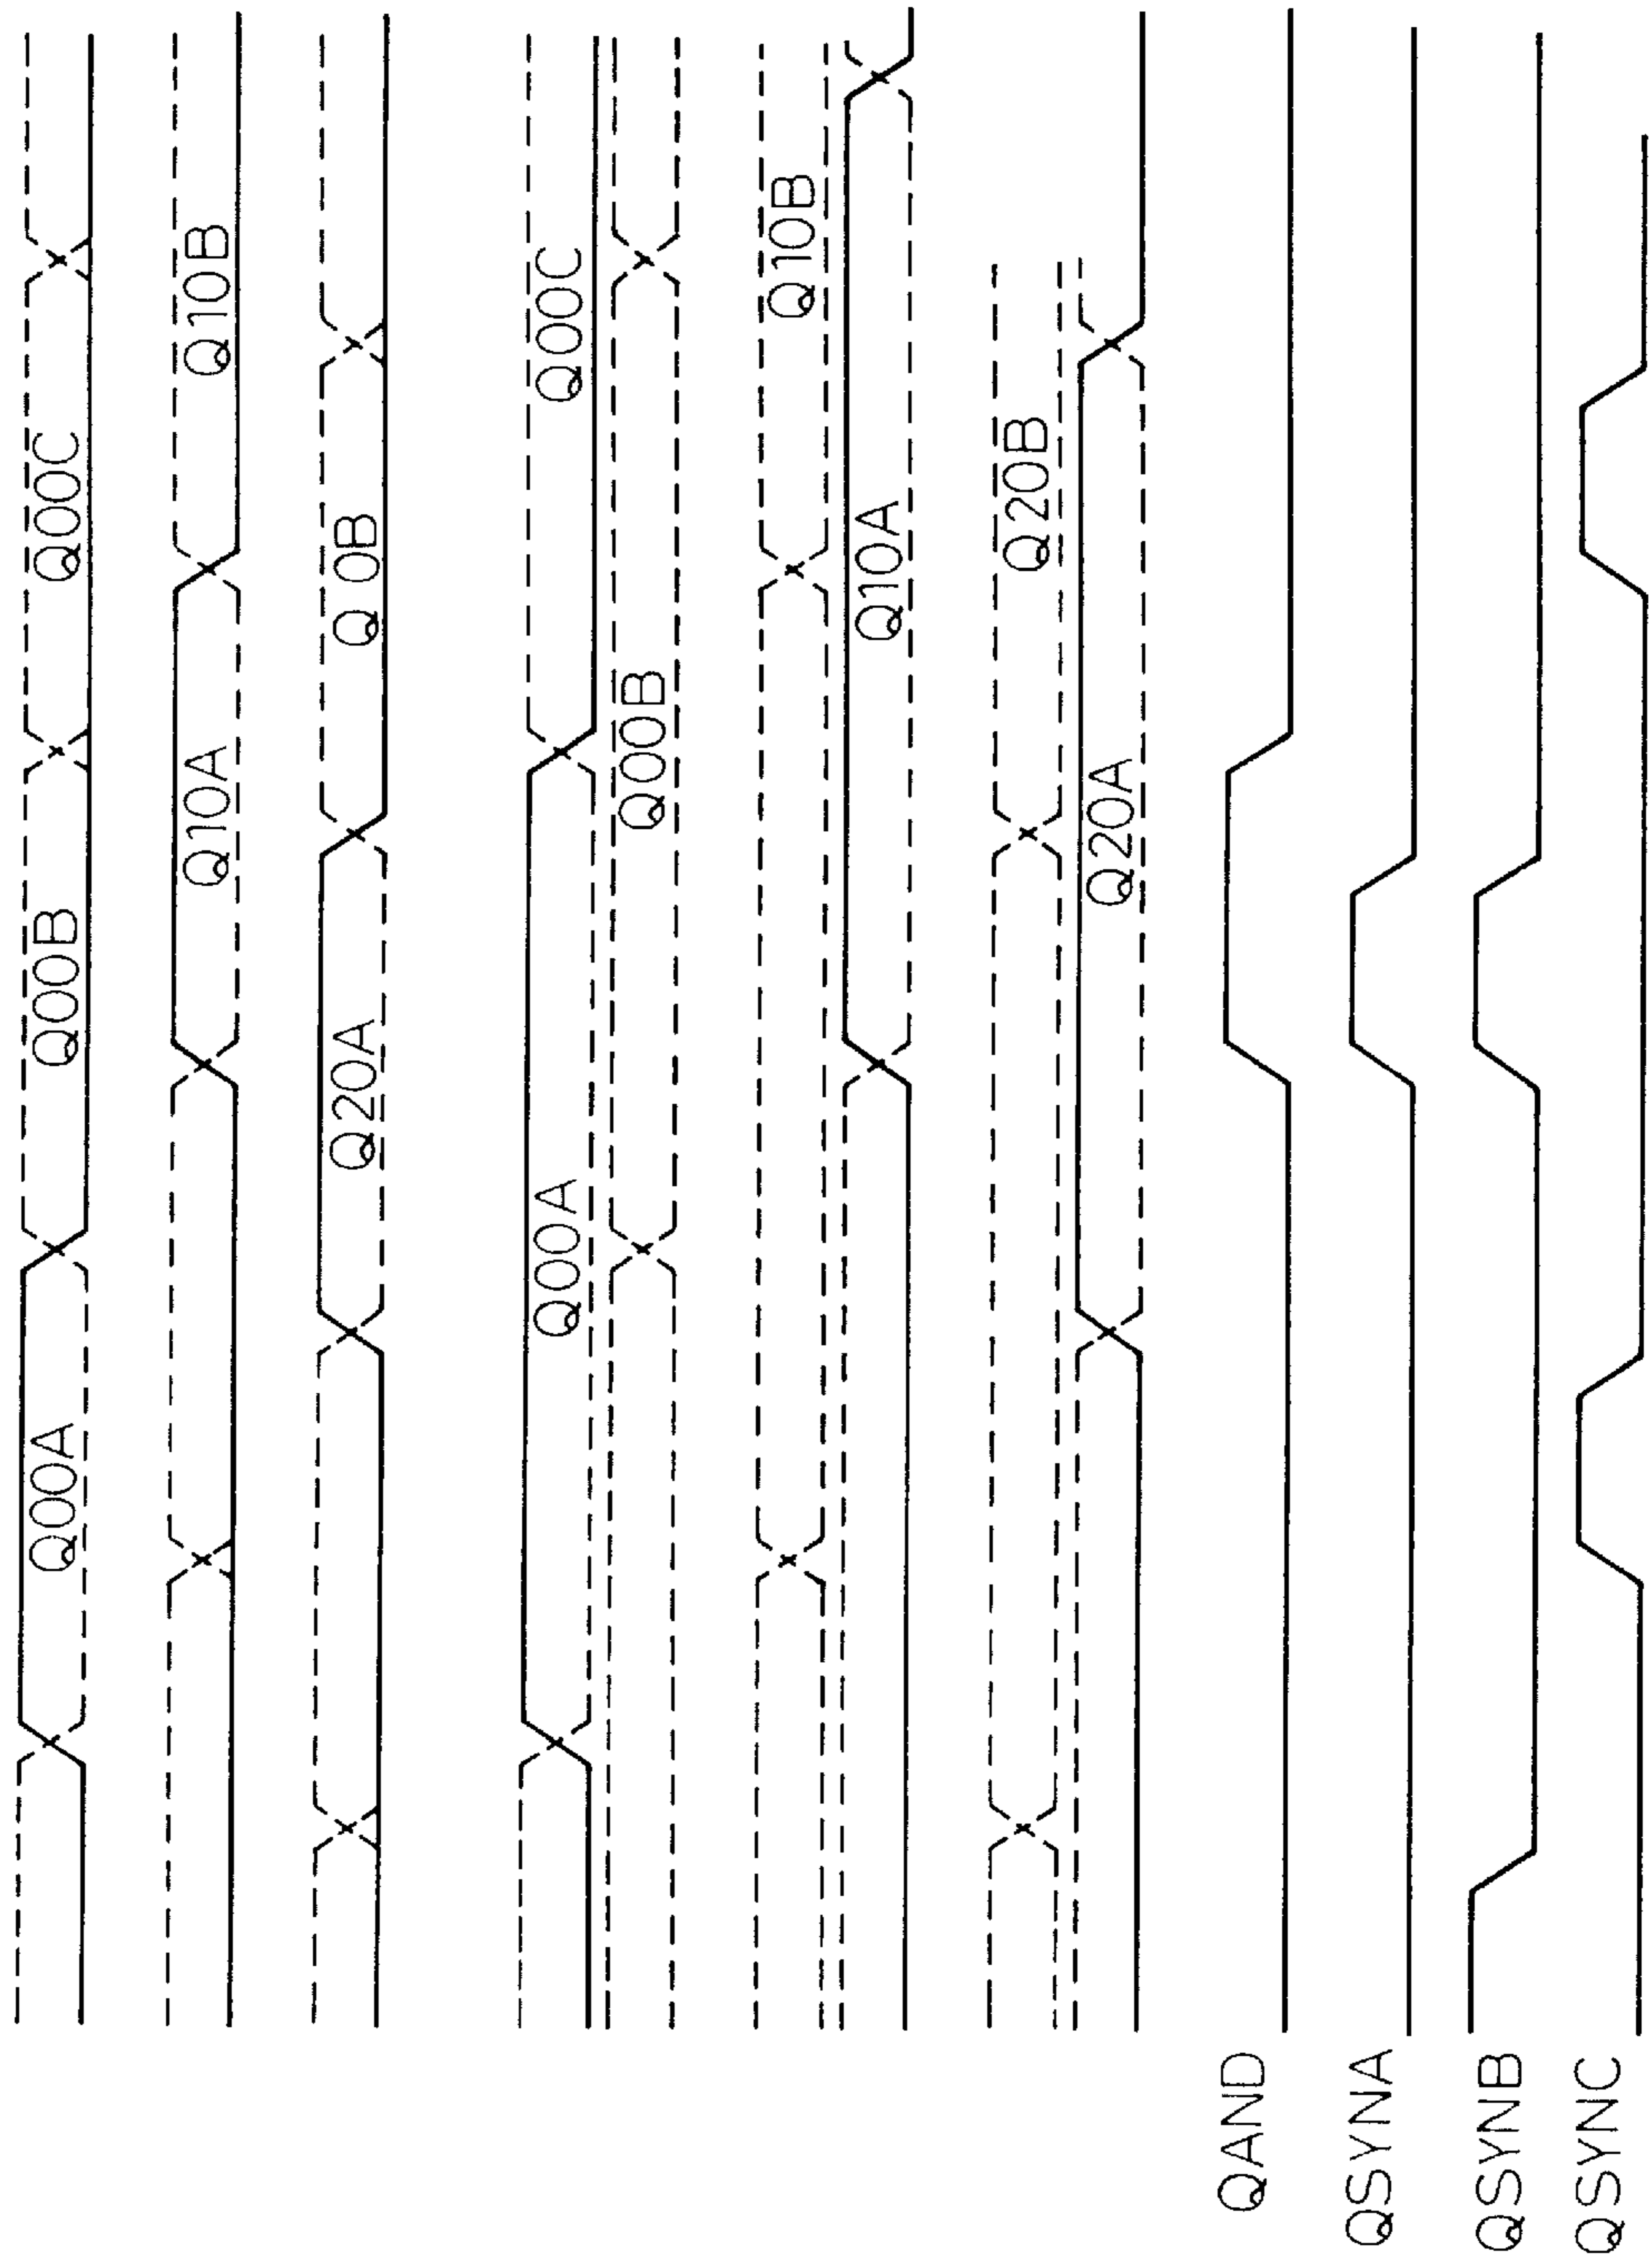 Q00A Q00B Q00C
Q10A Q10B
Q20A Q 0B
Q00A Q00C
Q00B
Q10B
Q10A
Q20B
Q20A
QAND
QSYNA
QSYNB
QSYNC